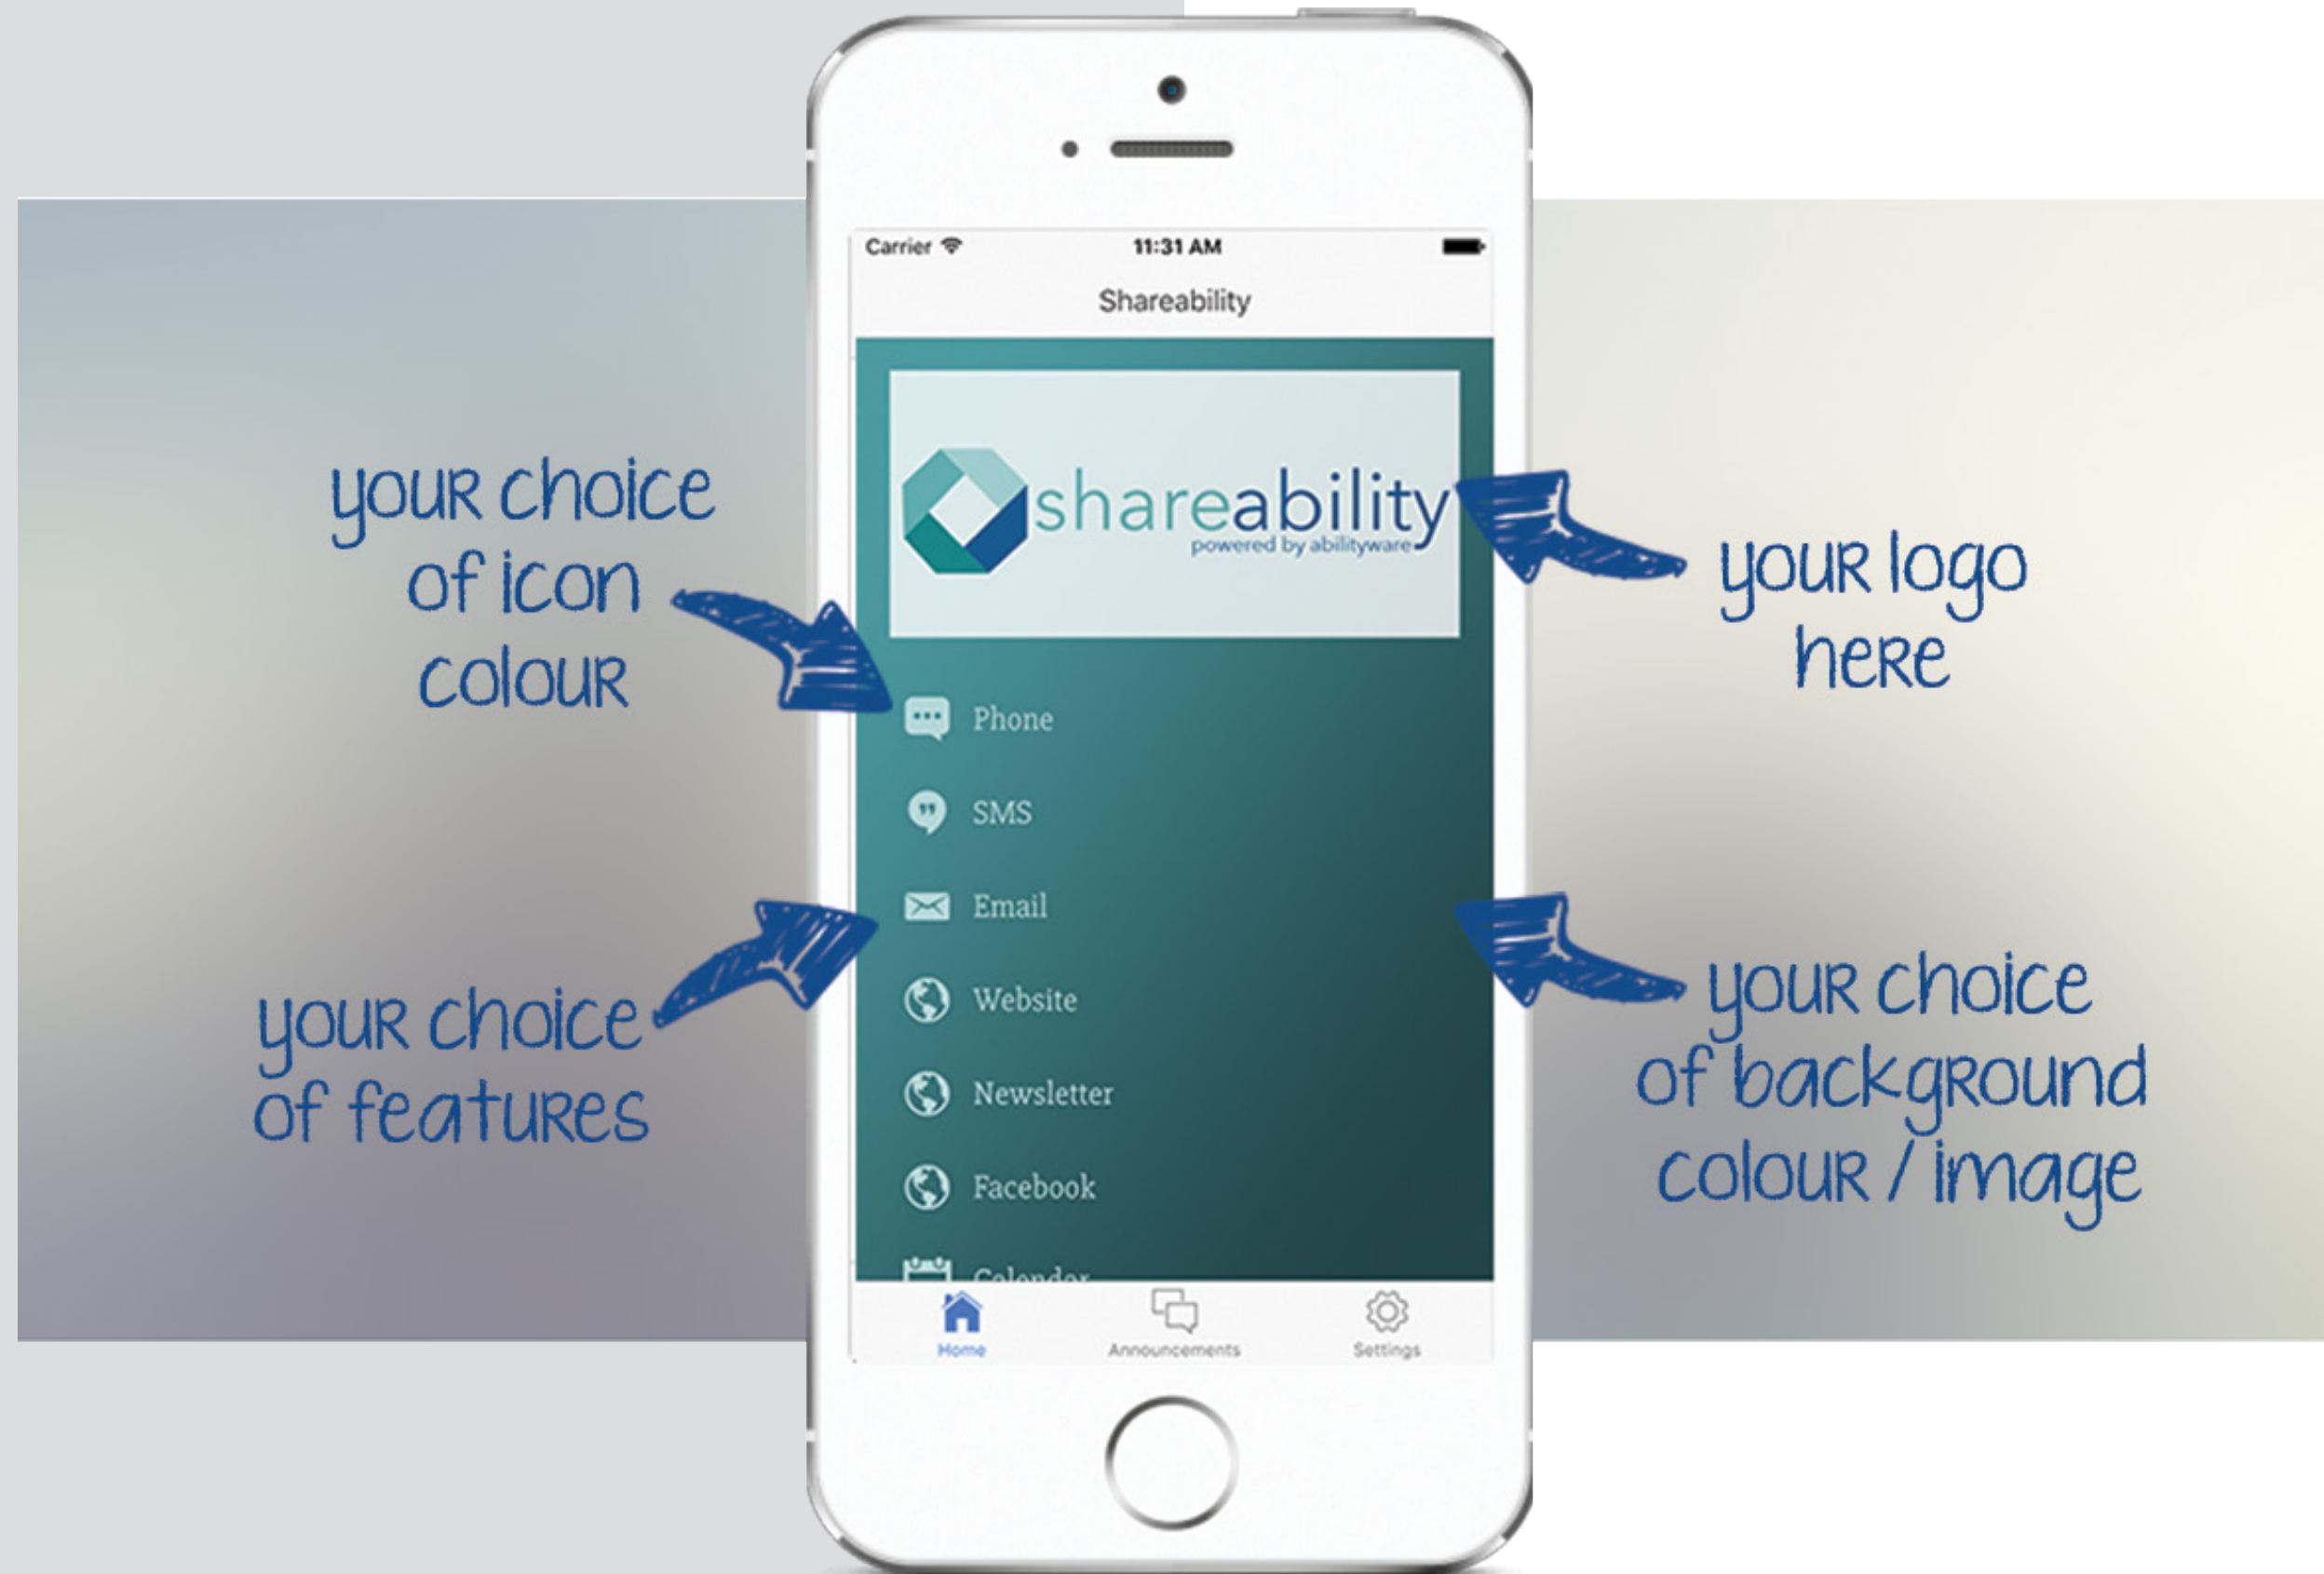 Carrier
11:31 AM
Shareability
shareability
powered by abilityware
your choice
of icon
colour
your logo
here
Phone
SMS
Email
Website
Newsletter
Facebook
your choice
of features
your choice
of background
colour / image
Home
Announcements
Settings